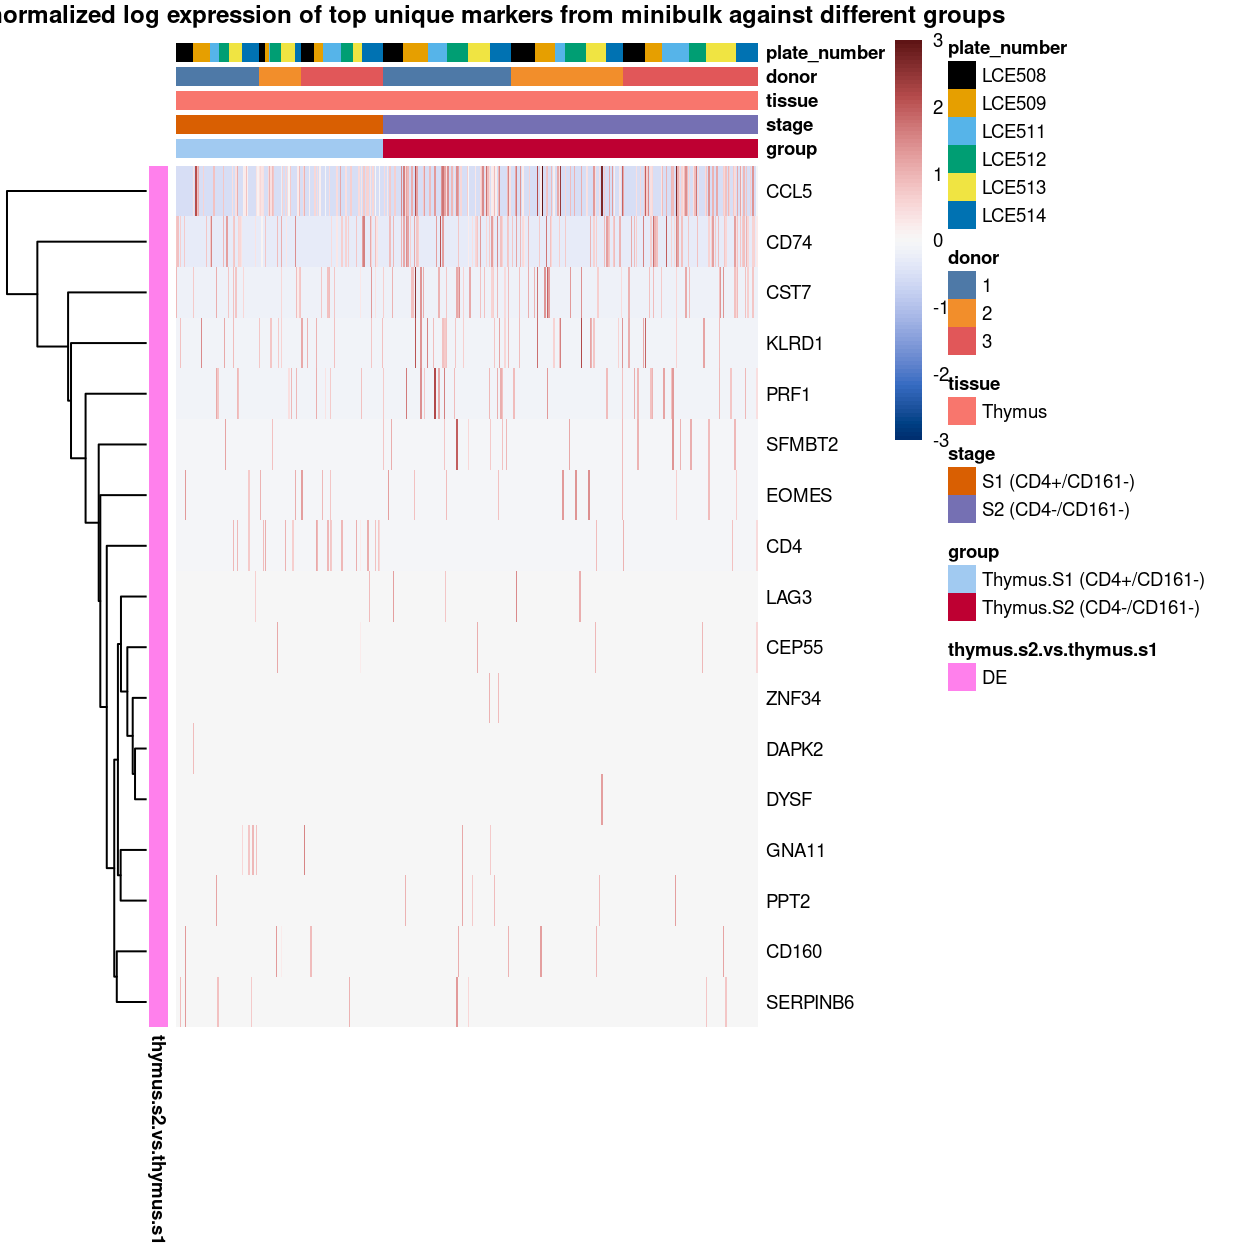 normalized log expression of top unique markers from minibulk against different groups
plate_number
donor
tissue
stage
group
CCL5
CD74
CST7
KLRD1
PRF1
SFMBT2
EOMES
CD4
LAG3
CEP55
ZNF34
DAPK2
DYSF
GNA11
PPT2
CD160
SERPINB6
thymus.s2.vs.thymus.s1
3
2
1
0
-1
-2
-3
plate_number
LCE508
LCE509
LCE511
LCE512
LCE513
LCE514
donor
1
2
3
tissue
Thymus
stage
S1 (CD4+/CD161-)
S2 (CD4-/CD161-)
group
Thymus.S1 (CD4+/CD161-)
Thymus.S2 (CD4-/CD161-)
thymus.s2.vs.thymus.s1
DE